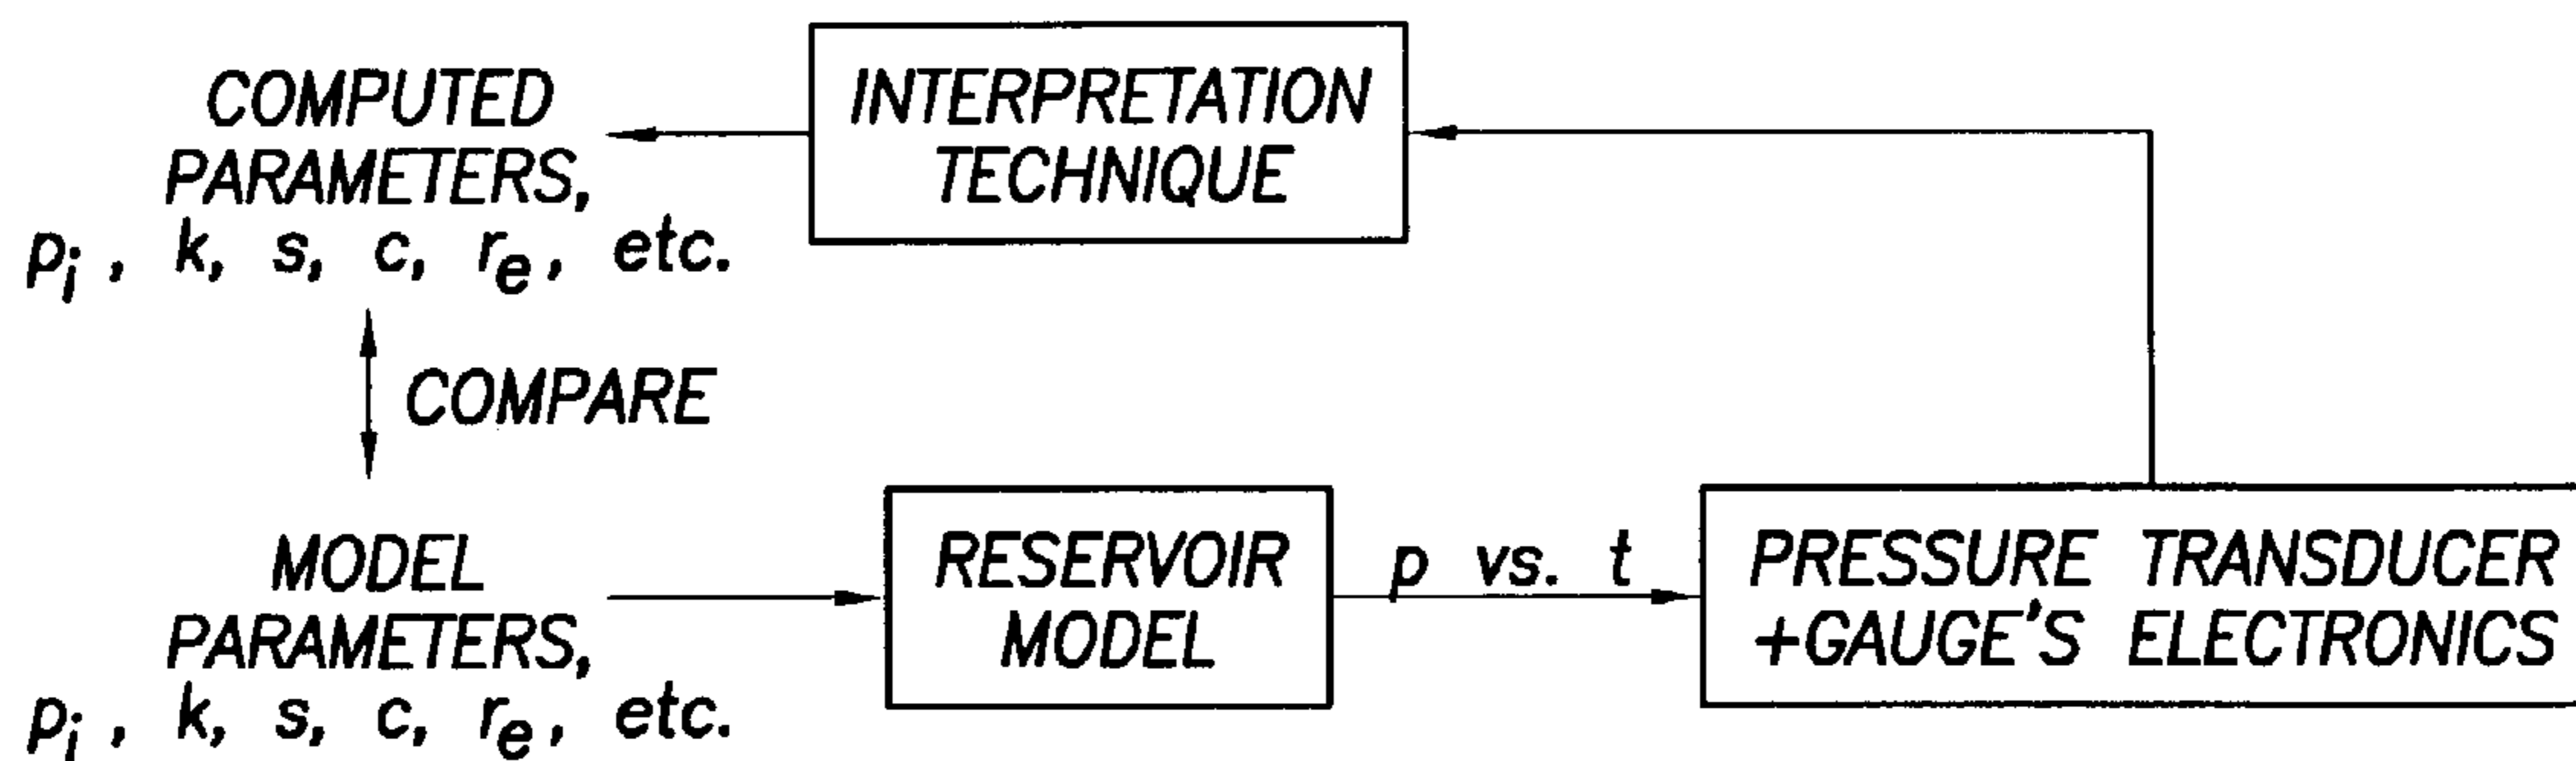 COMPUTED
PARAMETERS,
pi , k, s, c, re, etc.
INTERPRETATION
TECHNIQUE
COMPARE
MODEL
PARAMETERS,
pi , k, s, c, re, etc.
RESERVOIR
MODEL
p vs. t
PRESSURE TRANSDUCER
+GAUGE'S ELECTRONICS